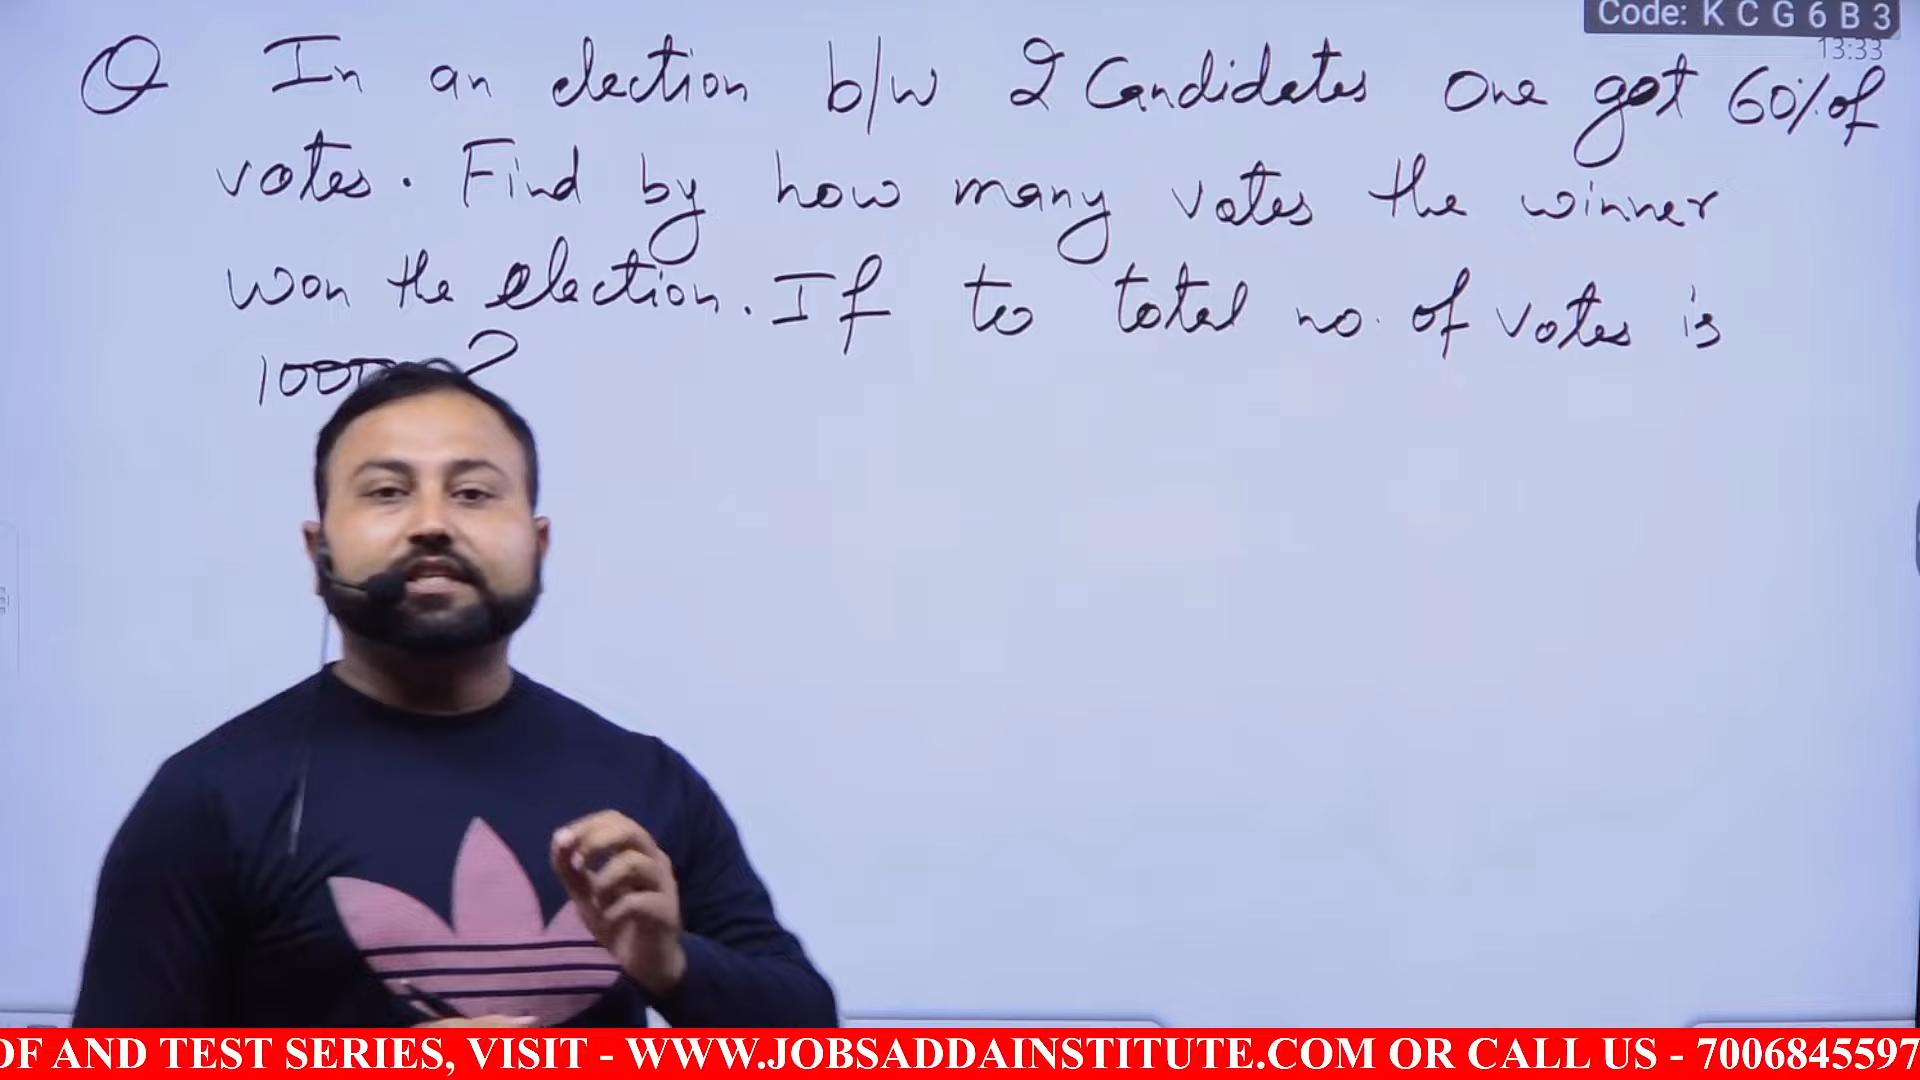 Code: K C G 6 B 3
13:33
Q In an election b/w 2 Candidates one got 60% of
votes. Find by how many votes the winner
won the election. If to total no. of votes is
?
OF AND TEST SERIES, VISIT - WWW.JOBSADDAINSTITUTE.COM OR CALL US - 7006845597